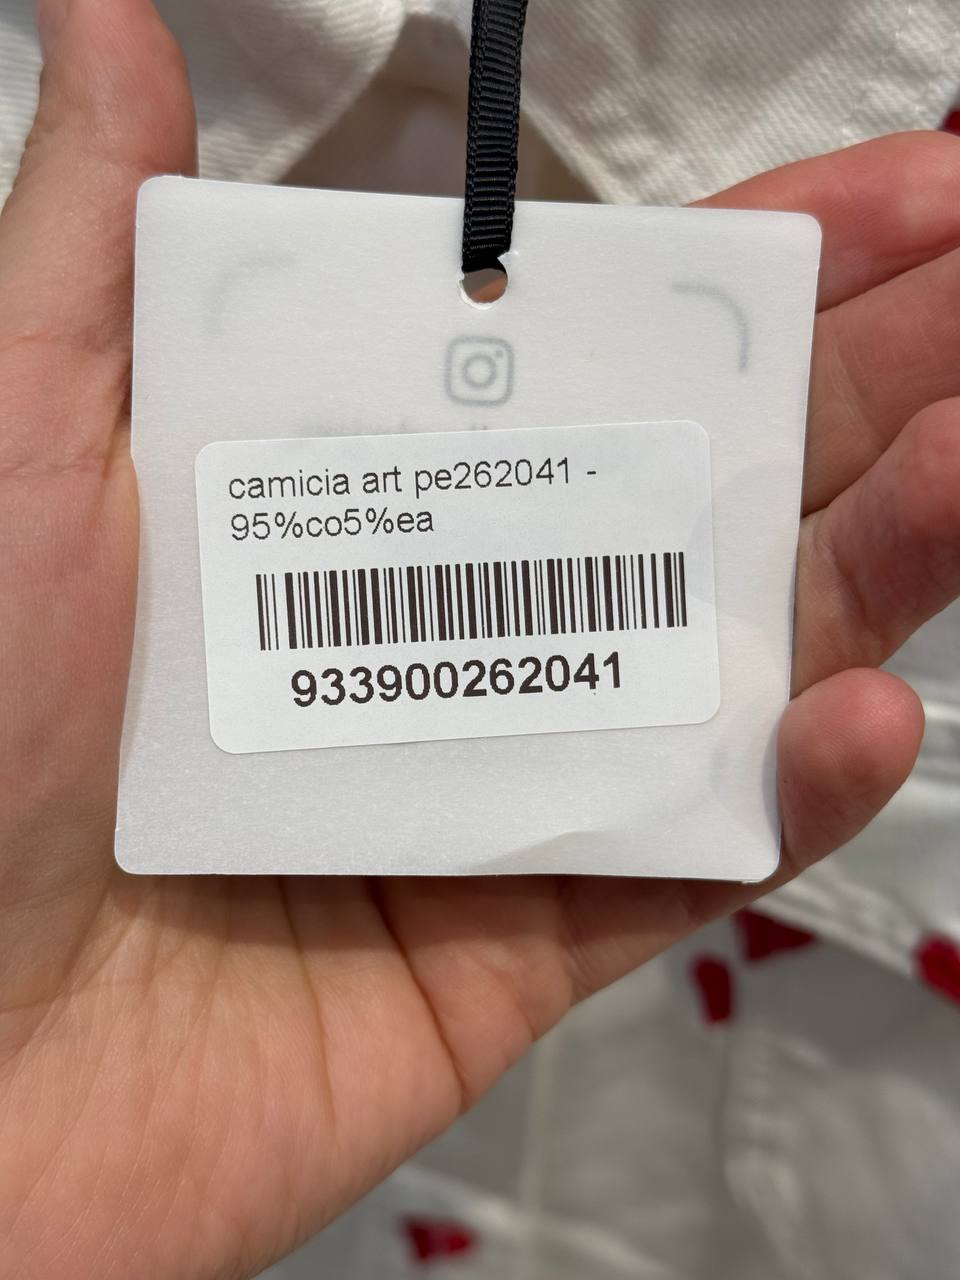 camicia art pe262041 -
95%co5%ea
933900262041